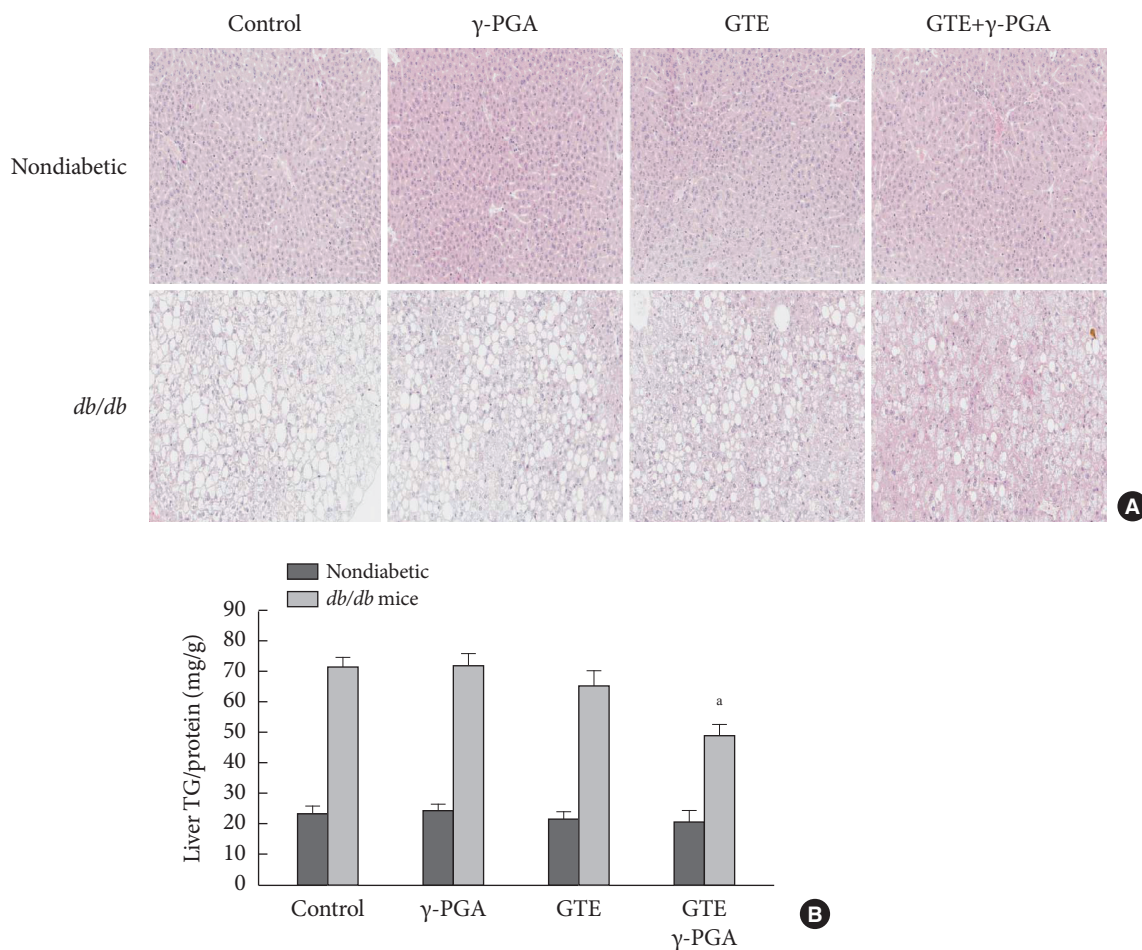 Control γ-PGA GTE GTE+γ-PGA
Nondiabetic
db/db
A
Nondiabetic
db/db mice
Liver TG/protein (mg/g)
90
80
70
60
50
40
30
20
10
0
a
Control γ-PGA GTE GTE
γ-PGA
B